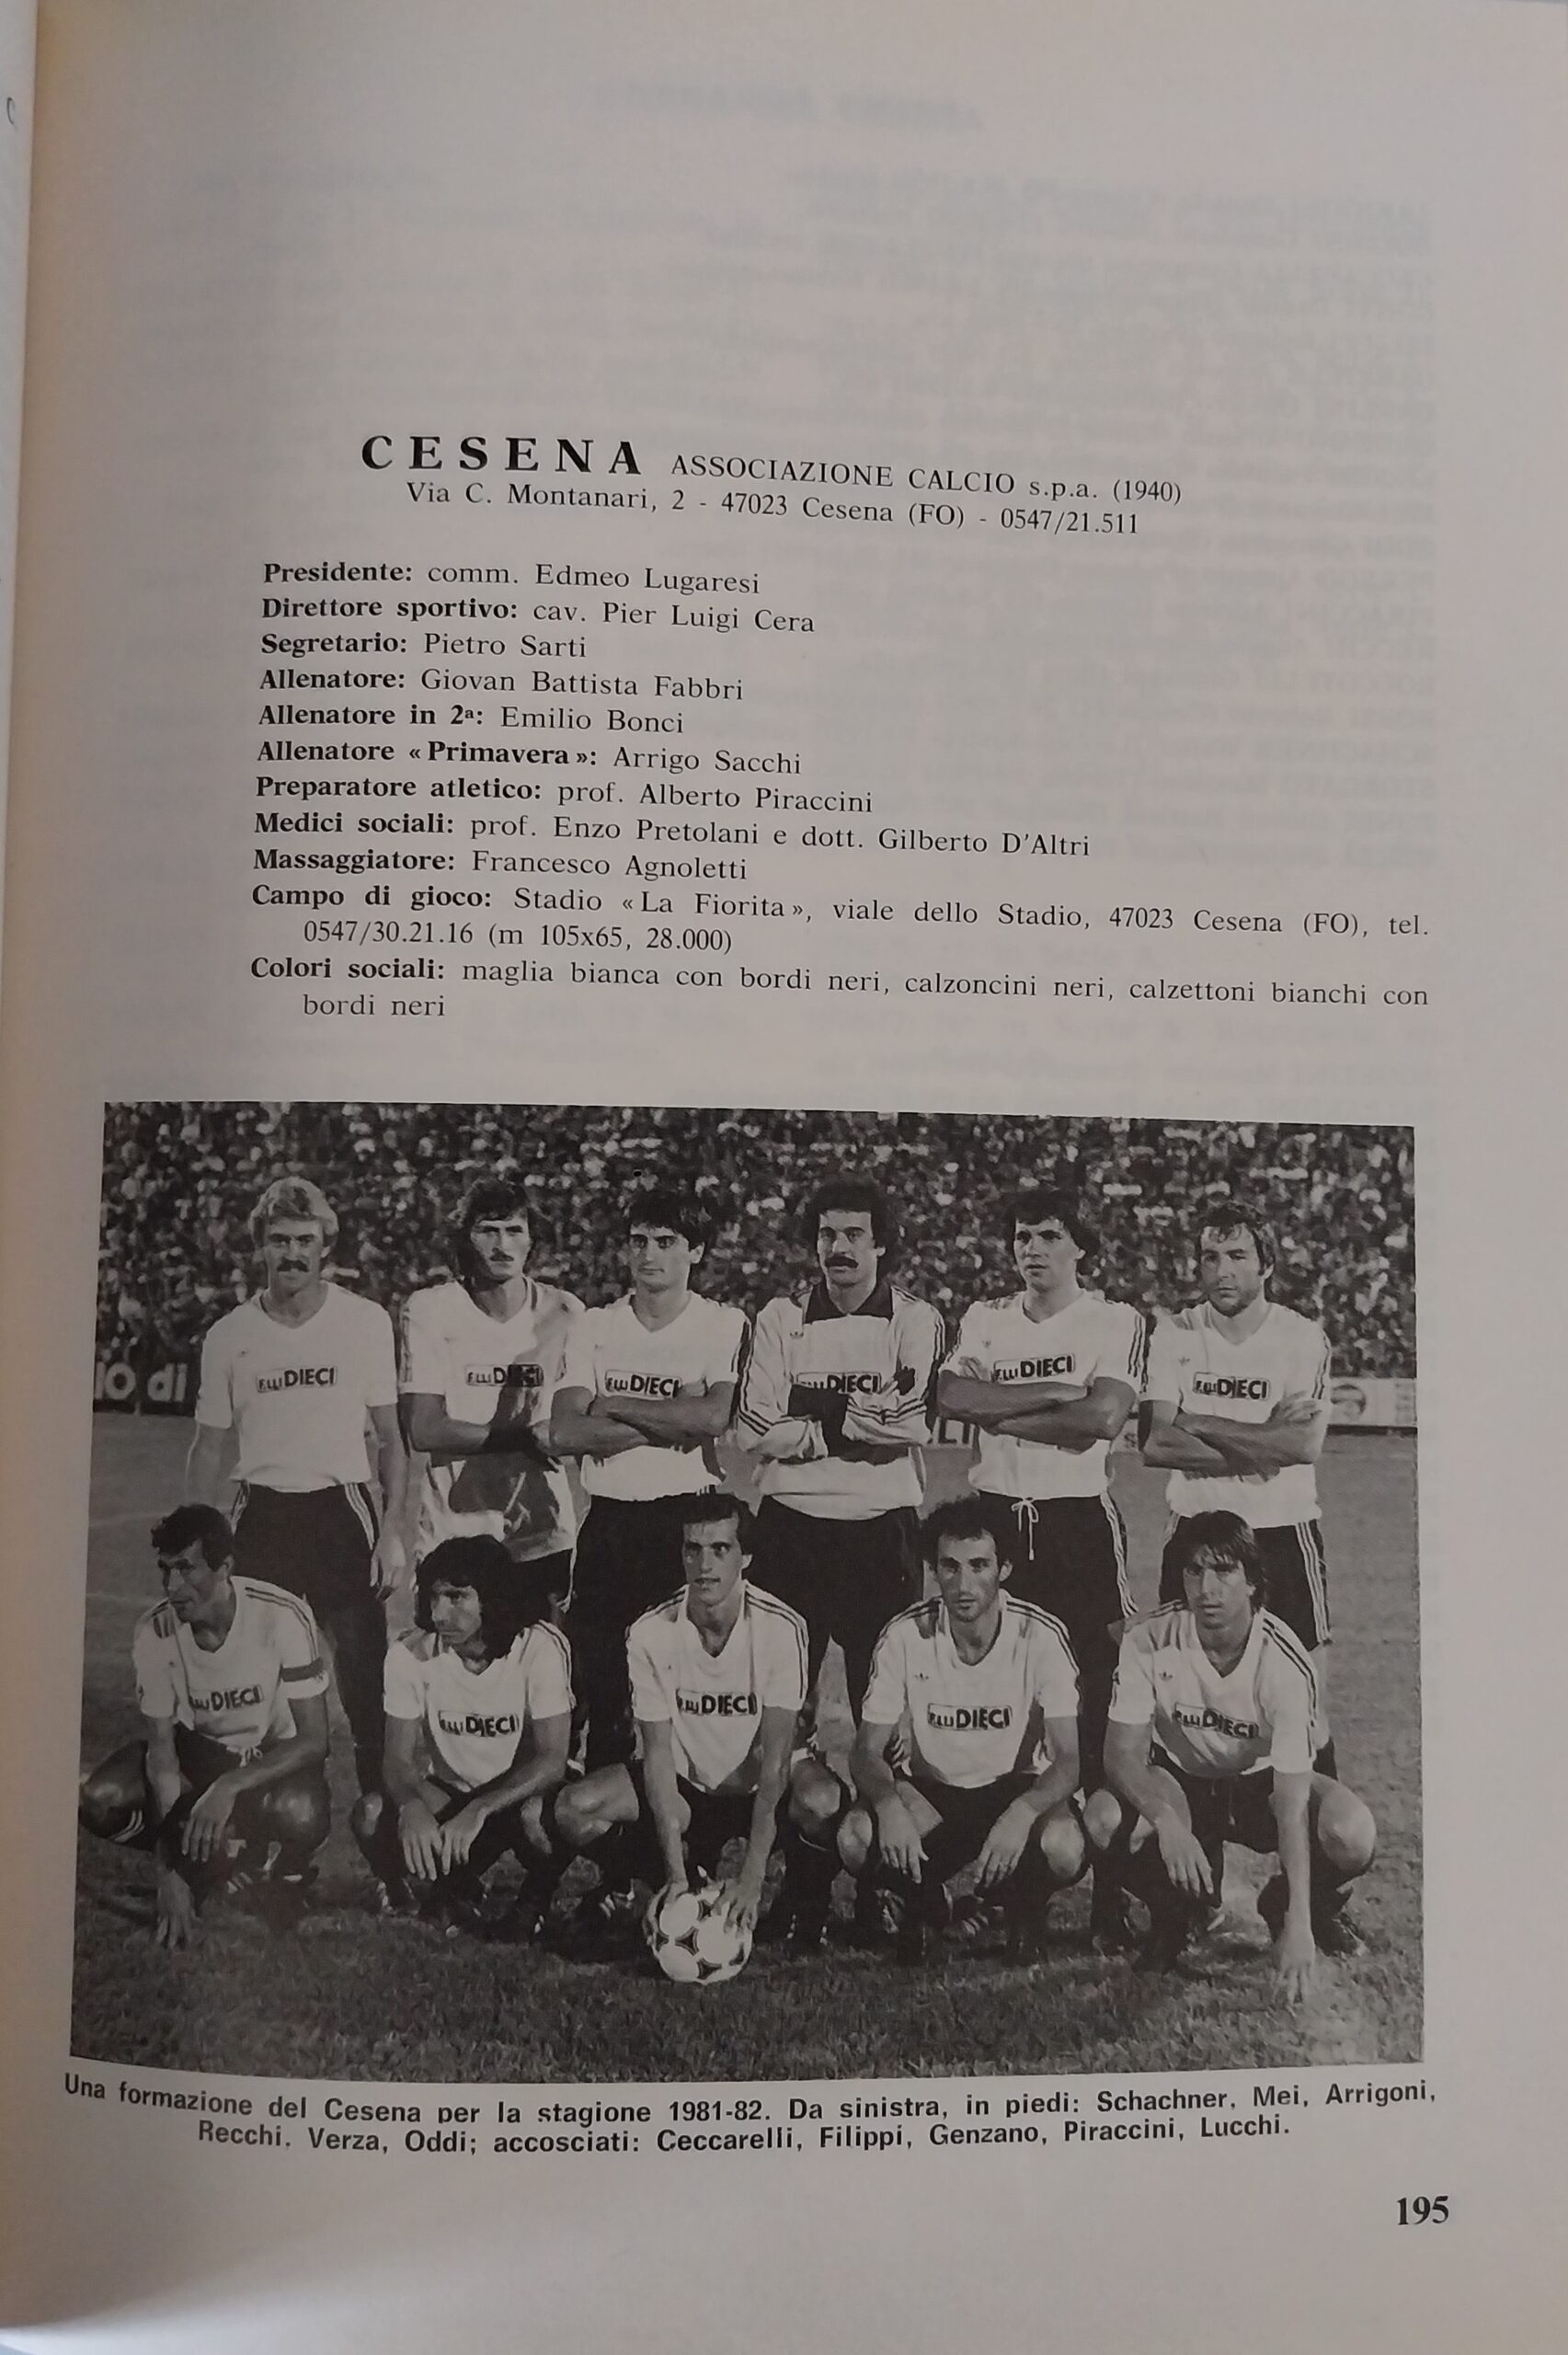 CESENA ASSOCIAZIONE CALCIO s.p.a. (1940)
Via C. Montanari, 2 - 47023 Cesena (FO) - 0547/21.511
Presidente: comm. Edmeo Lugaresi
Direttore sportivo: cav. Pier Luigi Cera
Segretario: Pietro Sarti
Allenatore: Giovan Battista Fabbri
Allenatore in 2ª: Emilio Bonci
Allenatore « Primavera »: Arrigo Sacchi
Preparatore atletico: prof. Alberto Piraccini
Medici sociali: prof. Enzo Pretolani e dott. Gilberto D'Altri
Massaggiatore: Francesco Agnoletti
Campo di gioco: Stadio « La Fiorita », viale dello Stadio, 47023 Cesena (FO), tel.
0547/30.21.16 (m 105x65, 28.000)
Colori sociali: maglia bianca con bordi neri, calzoncini neri, calzettoni bianchi con
bordi neri
IO di
F.lli DIECI
F.lli DIECI
F.lli DIECI
F.lli DIECI
F.lli DIECI
F.lli DIECI
F.lli DIECI
F.lli DIECI
F.lli DIECI
F.lli DIECI
F.lli DIECI
Una formazione del Cesena per la stagione 1981-82. Da sinistra, in piedi: Schachner, Mei, Arrigoni,
Recchi, Verza, Oddi; accosciati: Ceccarelli, Filippi, Genzano, Piraccini, Lucchi.
195